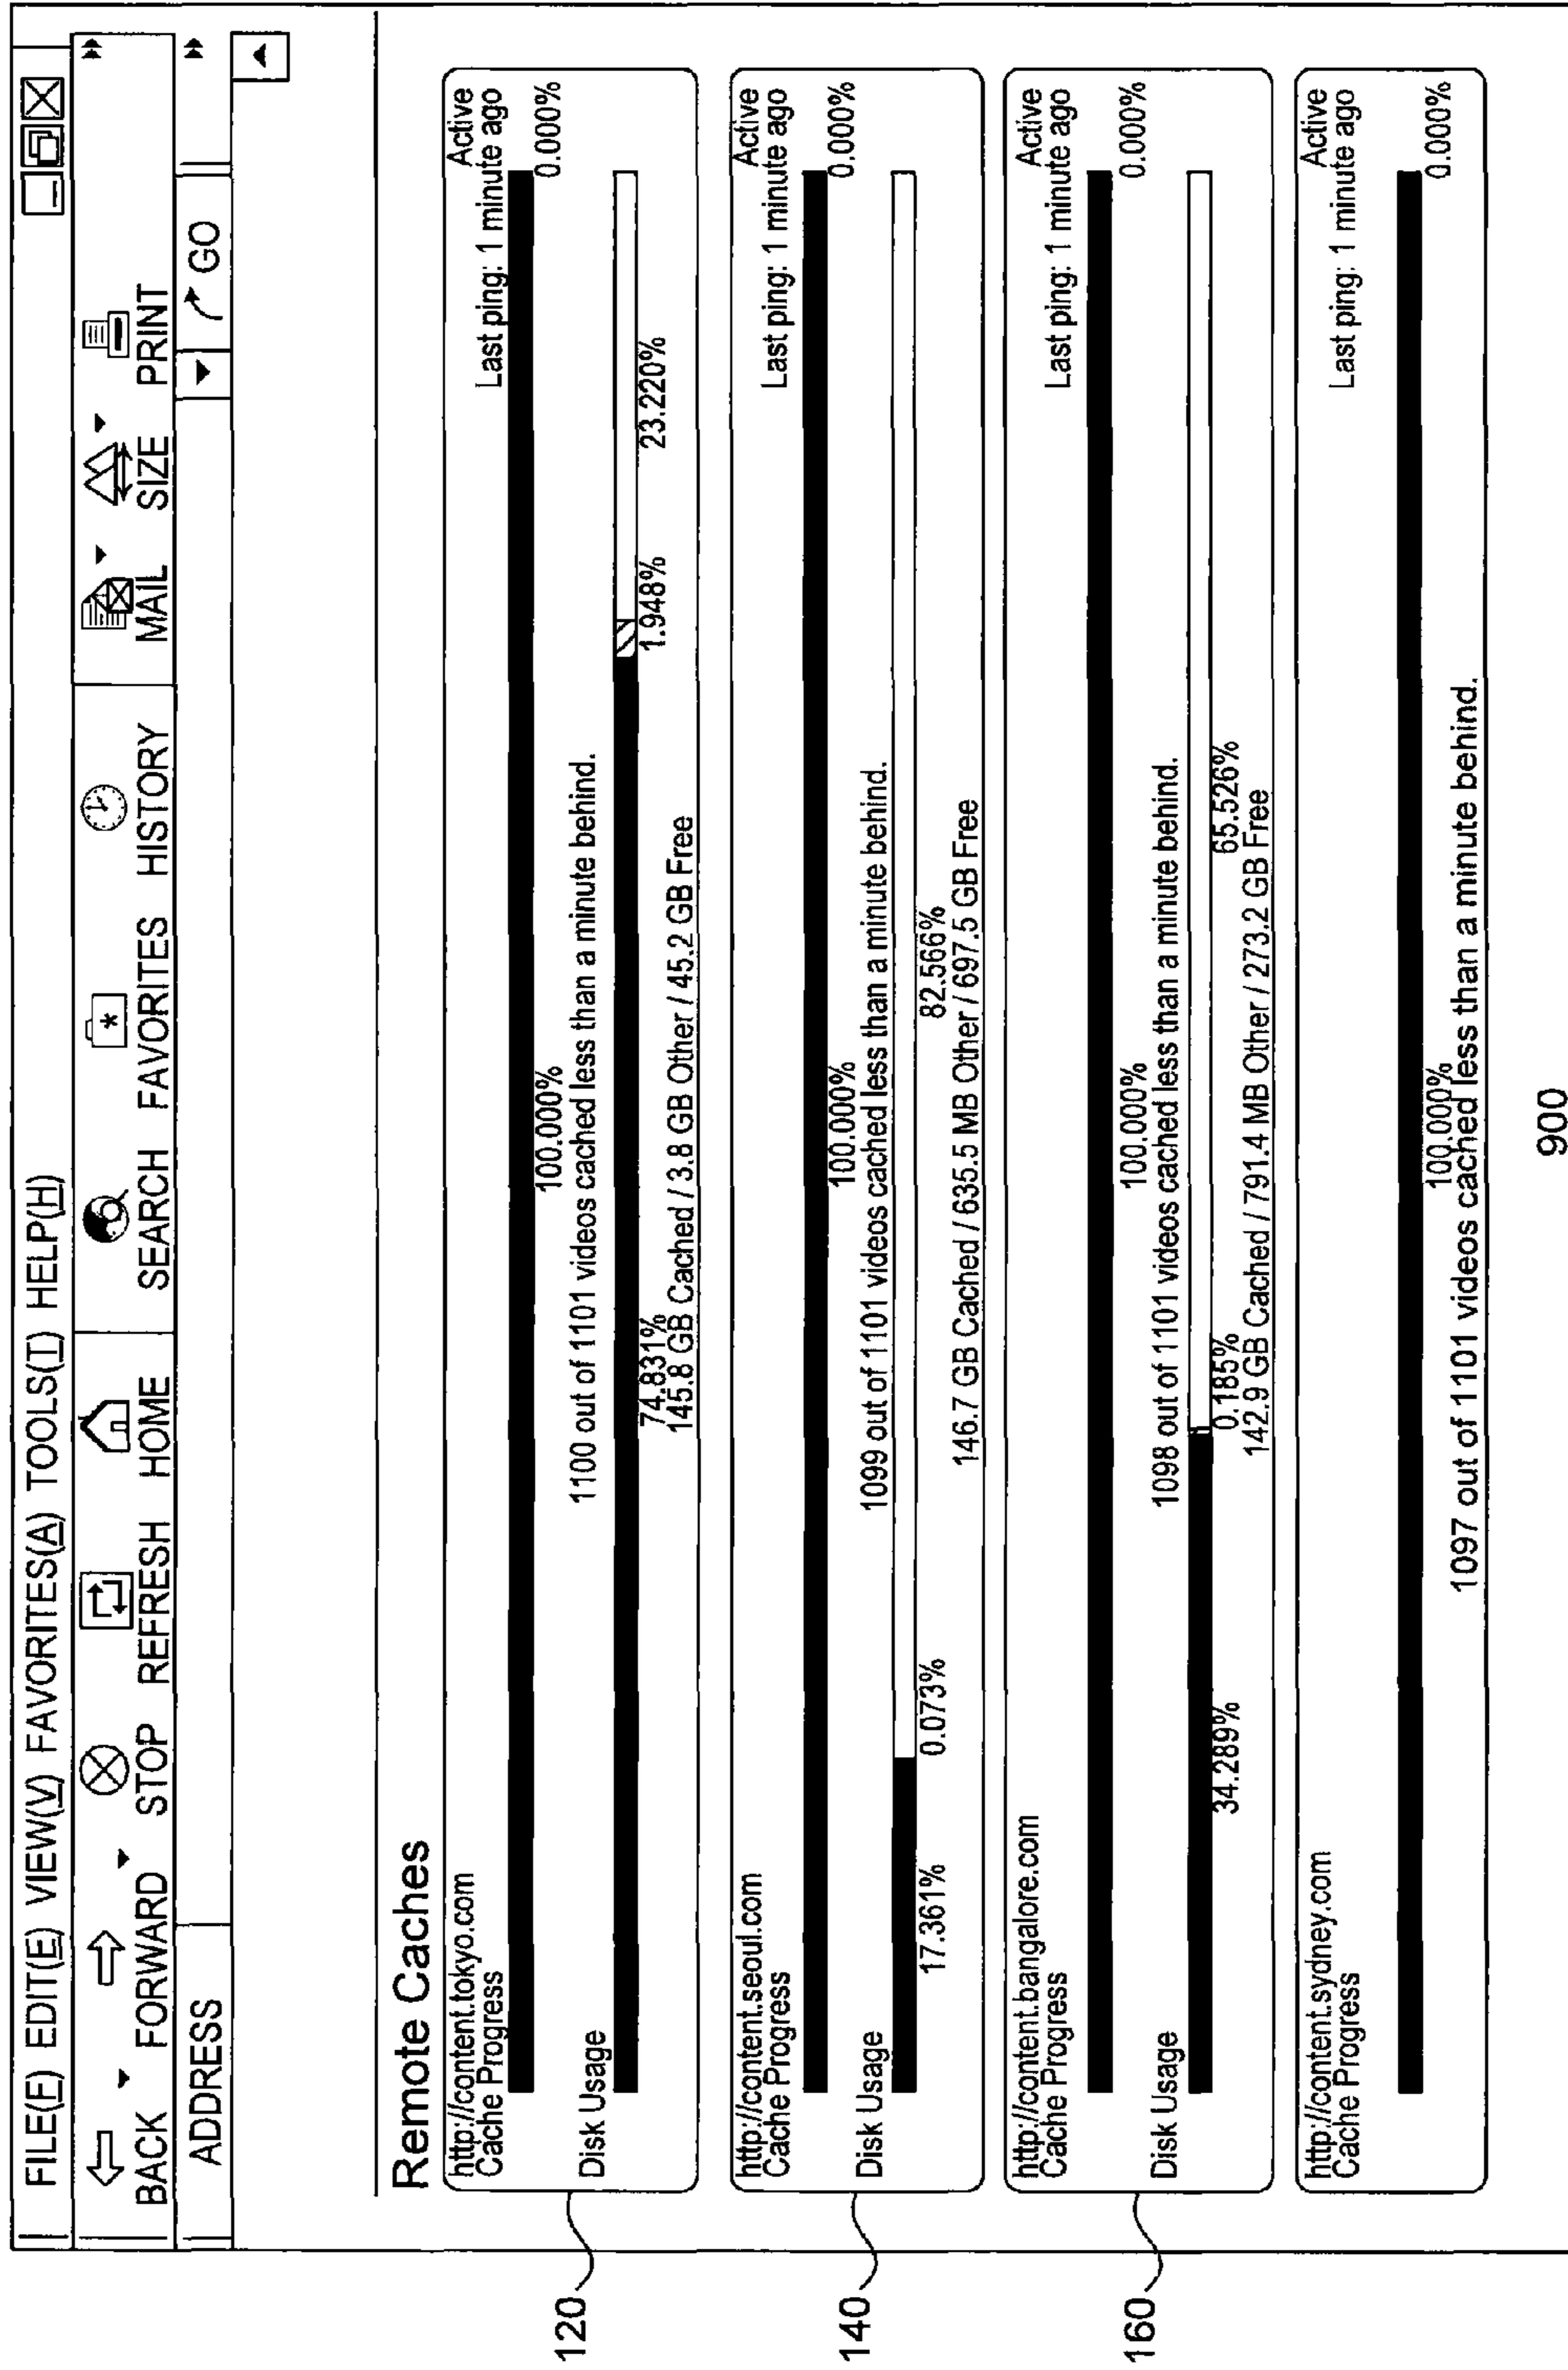 FILE(F) EDIT(E) VIEW(V) FAVORITES(A) TOOLS(T) HELP(H)
BACK FORWARD STOP REFRESH HOME SEARCH FAVORITES HISTORY MAIL SIZE PRINT
ADDRESS GO
Remote Caches
http://content.tokyo.com Active
Cache Progress Last ping: 1 minute ago
100.000% 0.000%
1100 out of 1101 videos cached less than a minute behind.
Disk Usage
74.831% 1.948% 23.220%
145.8 GB Cached / 3.8 GB Other / 45.2 GB Free
120
http://content.seoul.com Active
Cache Progress Last ping: 1 minute ago
100.000% 0.000%
1099 out of 1101 videos cached less than a minute behind.
Disk Usage
17.361% 0.073% 82.566%
146.7 GB Cached / 635.5 MB Other / 697.5 GB Free
140
http://content.bangalore.com Active
Cache Progress Last ping: 1 minute ago
100.000% 0.000%
1098 out of 1101 videos cached less than a minute behind.
Disk Usage
34.289% 0.185% 65.526%
142.9 GB Cached / 791.4 MB Other / 273.2 GB Free
160
http://content.sydney.com Active
Cache Progress Last ping: 1 minute ago
100.000% 0.000%
1097 out of 1101 videos cached less than a minute behind.
900